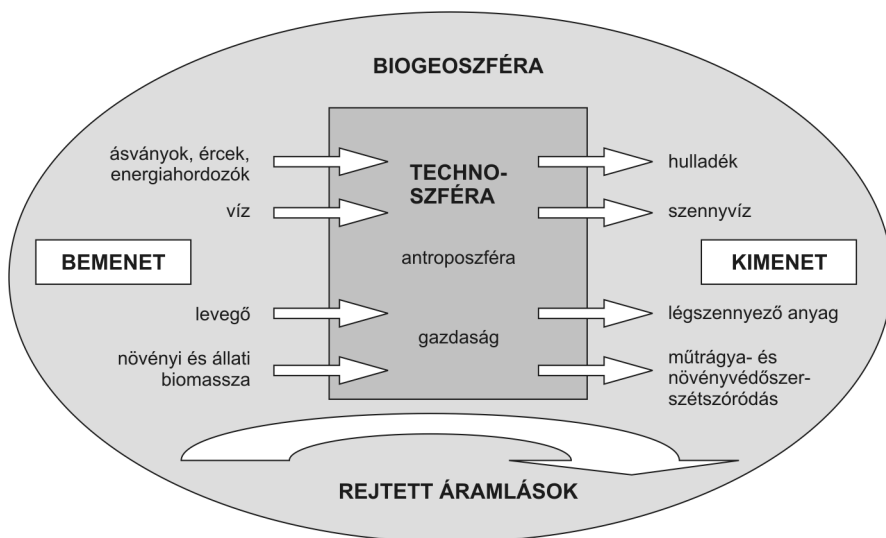 BIOGEOSZFÉRA
ásványok, ércek,
energiahordozók
víz
BEMENET
levegő
növényi és állati
biomassza
TECHNO-
SZFÉRA
antroposzféra
gazdaság
hulladék
szennyvíz
KIMENET
légszennyező anyag
műtrágya- és
növényvédőszer-
szétszóródás
REJTETT ÁRAMLÁSOK